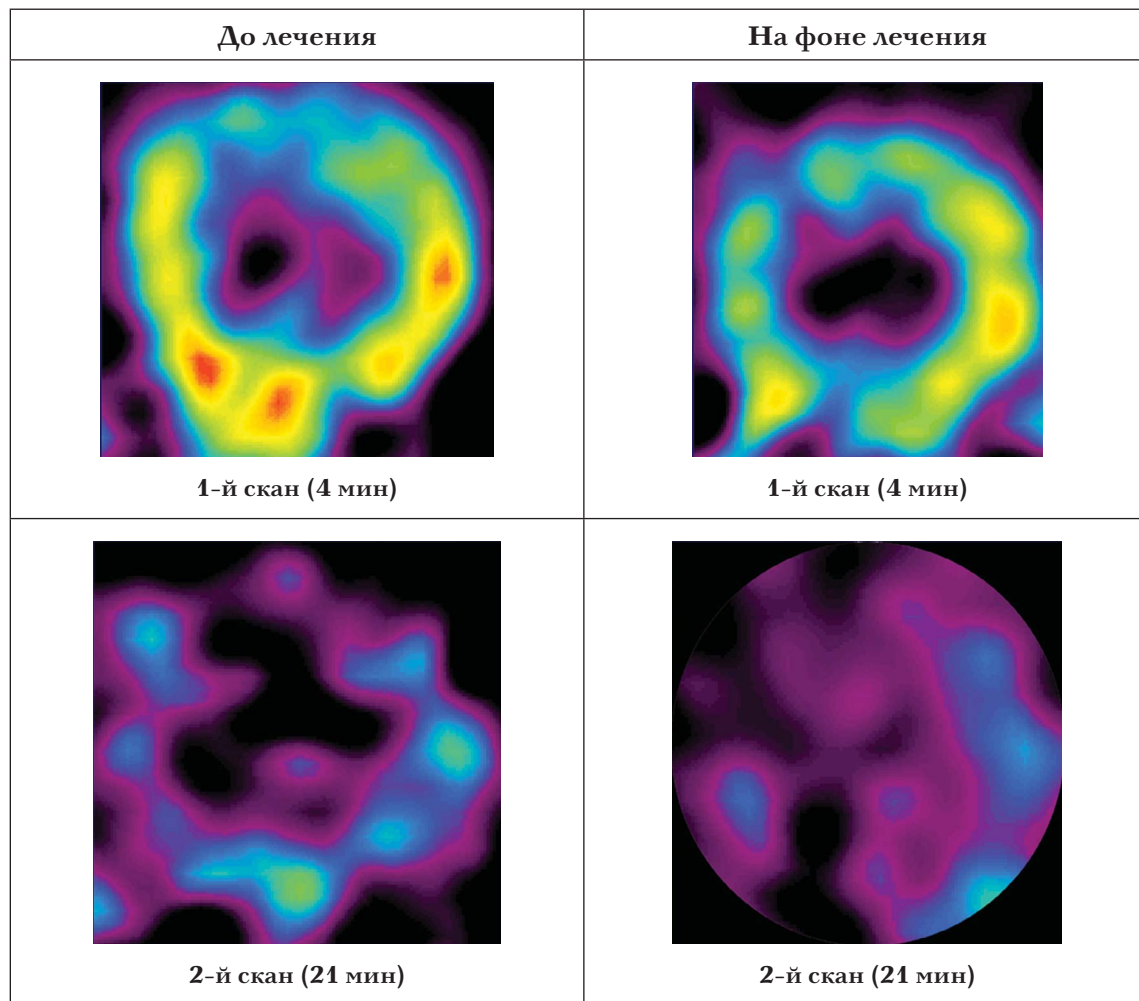 До лечения
На фоне лечения
1-й скан (4 мин)
1-й скан (4 мин)
2-й скан (21 мин)
2-й скан (21 мин)